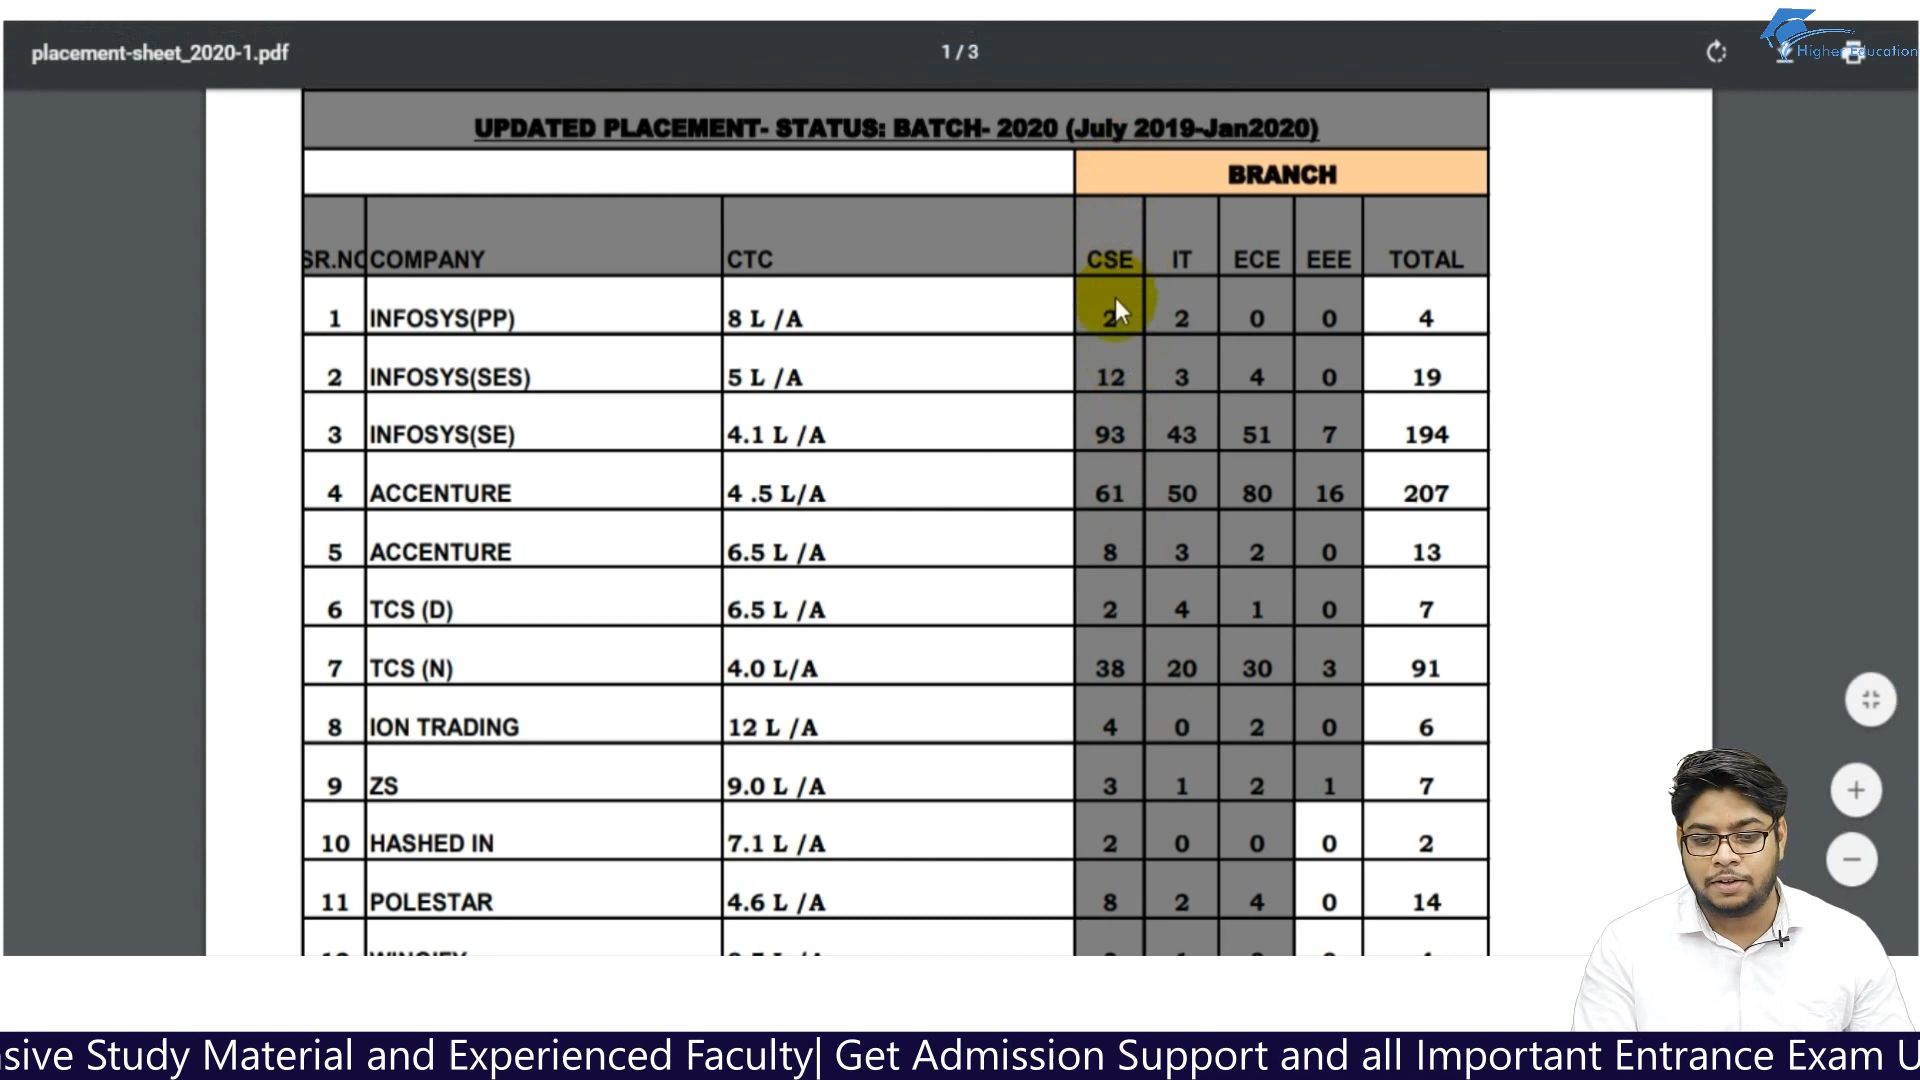 placement-sheet_2020-1.pdf 1 / 3
Higher Education
UPDATED PLACEMENT- STATUS: BATCH- 2020 (July 2019-Jan2020)
BRANCH
SR.NO COMPANY CTC CSE IT ECE EEE TOTAL
1 INFOSYS(PP) 8 L /A 2 2 0 0 4
2 INFOSYS(SES) 5 L /A 12 3 4 0 19
3 INFOSYS(SE) 4.1 L /A 93 43 51 7 194
4 ACCENTURE 4 .5 L/A 61 50 80 16 207
5 ACCENTURE 6.5 L /A 8 3 2 0 13
6 TCS (D) 6.5 L /A 2 4 1 0 7
7 TCS (N) 4.0 L/A 38 20 30 3 91
8 ION TRADING 12 L /A 4 0 2 0 6
9 ZS 9.0 L /A 3 1 2 1 7
10 HASHED IN 7.1 L /A 2 0 0 0 2
11 POLESTAR 4.6 L /A 8 2 4 0 14
nsive Study Material and Experienced Faculty| Get Admission Support and all Important Entrance Exam U